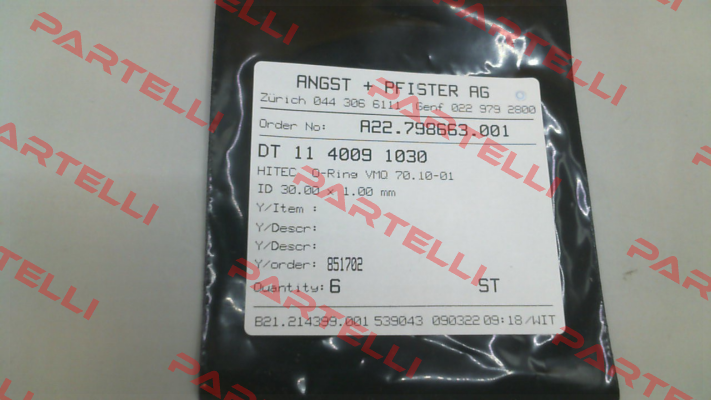 ANGST + PFISTER AG
Zürich 044 306 6111 Genf 022 979 2800
Order No: A22.798663.001
DT 11 4009 1030
HITEC O-Ring VMQ 70.10-01
ID 30.00 x 1.00 mm
Y/Item :
Y/Descr:
Y/Descr:
Y/order: 851702
Quantity: 6 ST
B21.214399.001 539043 090322 09:18/WIT
PARTELLI
PARTELLI
PARTELLI
PARTELLI
PARTELLI
PARTELLI